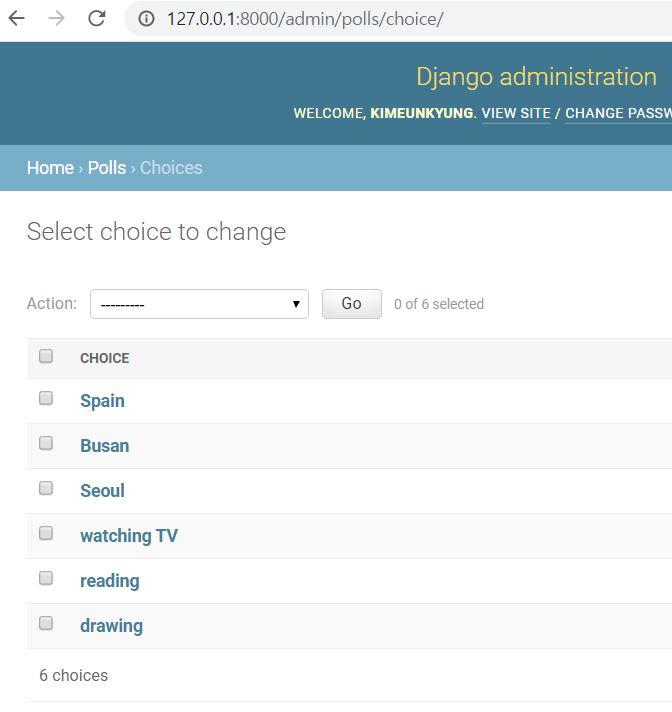 127.0.0.1:8000/admin/polls/choice/
Django administration
WELCOME, KIMEUNKYUNG. VIEW SITE / CHANGE PASSW
Home › Polls › Choices
Select choice to change
Action: --------- Go 0 of 6 selected
CHOICE
Spain
Busan
Seoul
watching TV
reading
drawing
6 choices